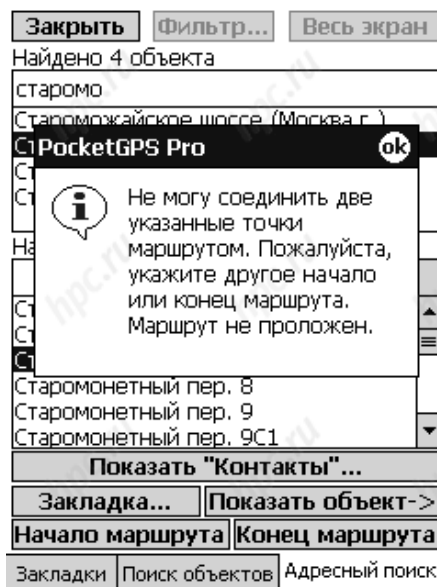 Закрыть Фильтр... Весь экран
Найдено 4 объекта
старомо
Староможайское шоссе (Москва г. )
PocketGPS Pro ok
Не могу соединить две
указанные точки
маршрутом. Пожалуйста,
укажите другое начало
или конец маршрута.
Маршрут не проложен.
Старомонетный пер. 8
Старомонетный пер. 9
Старомонетный пер. 9С1
Показать "Контакты"...
Закладка... Показать объект->
Начало маршрута Конец маршрута
Закладки Поиск объектов Адресный поиск
hpc.ru